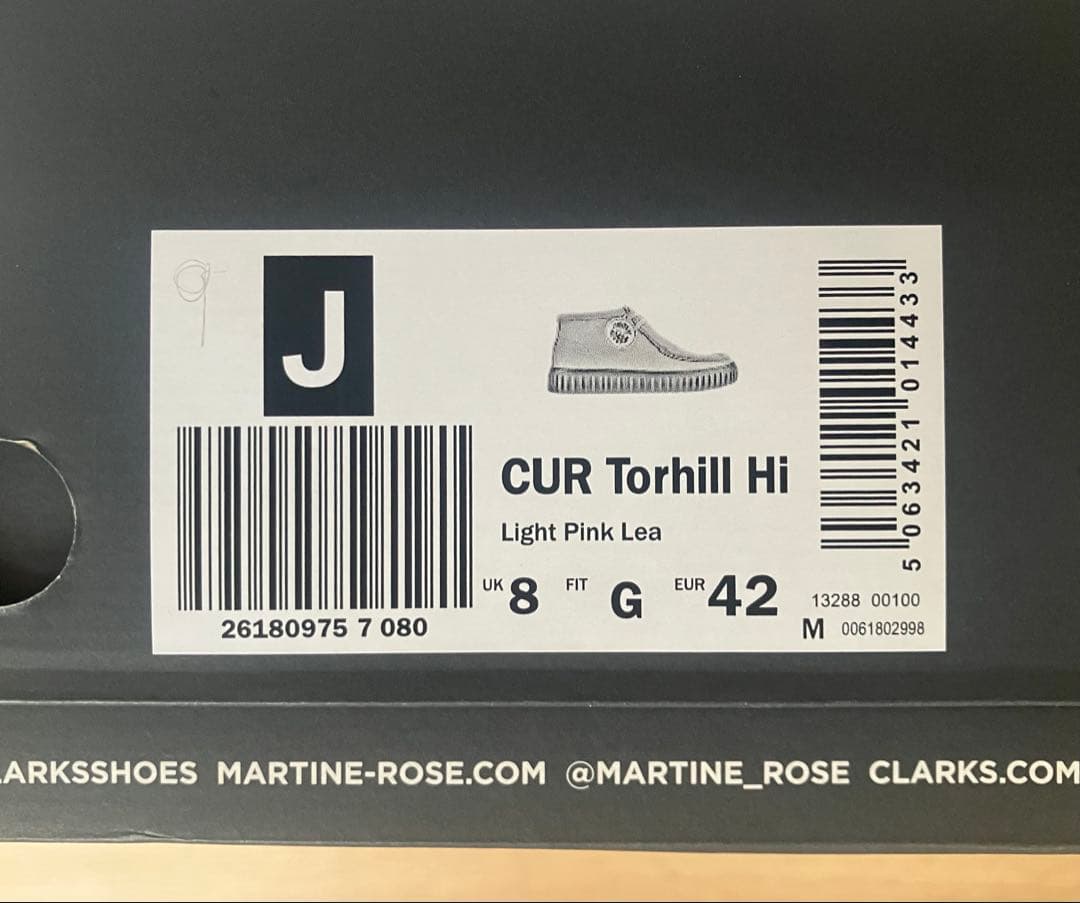 9
J
26180975 7 080
CUR Torhill Hi
Light Pink Lea
UK 8 FIT G EUR 42
5 063421 014433
13288 00100
M 0061802998
LARKSSHOES MARTINE-ROSE.COM @MARTINE_ROSE CLARKS.COM